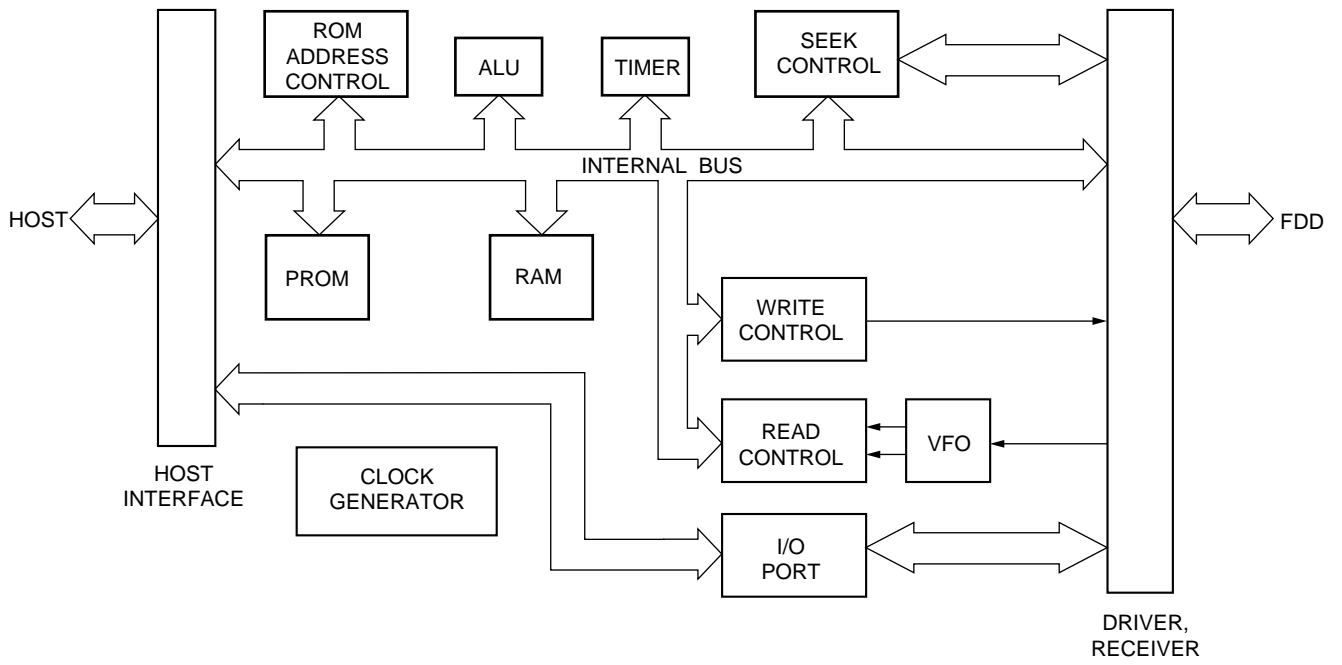 ROM
ADDRESS
CONTROL
ALU
TIMER
SEEK
CONTROL
INTERNAL BUS
HOST
FDD
PROM
RAM
WRITE
CONTROL
READ
CONTROL
VFO
HOST
INTERFACE
CLOCK
GENERATOR
I/O
PORT
DRIVER,
RECEIVER